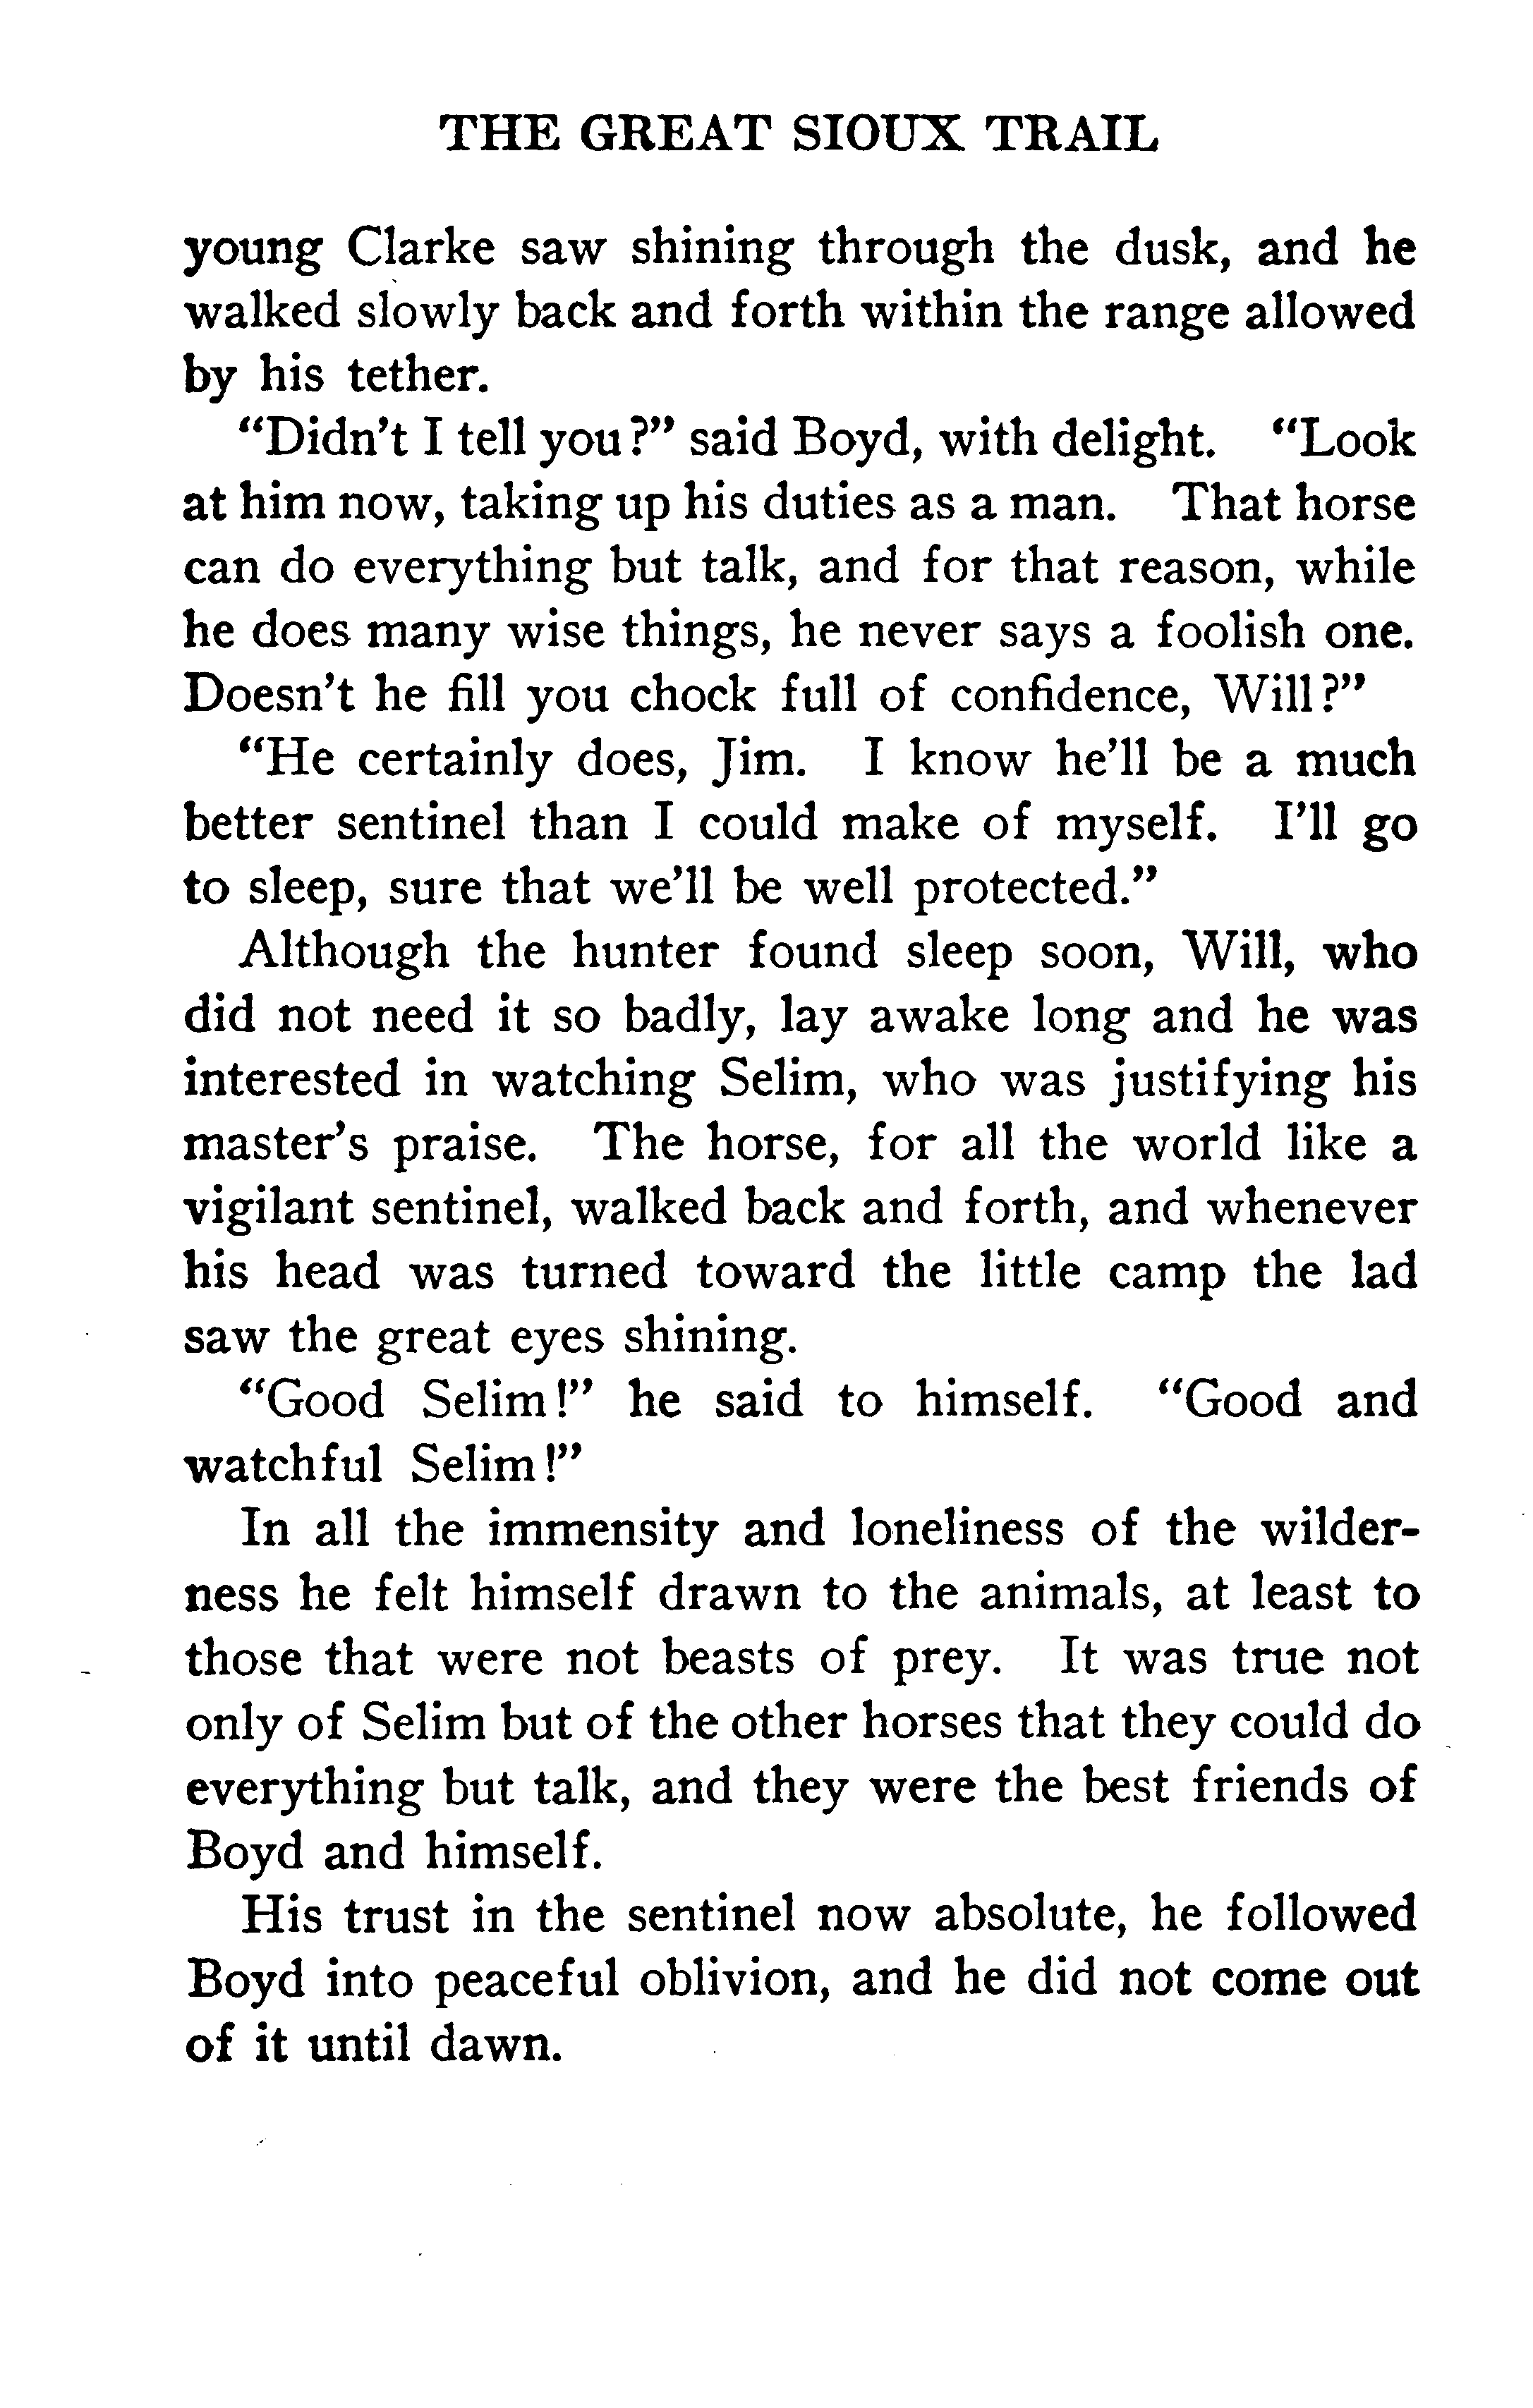 THE GREAT SIOUX TRAIL
young Clarke saw shining through the dusk, and he
walked slowly back and forth within the range allowed
by his tether.
"Didn't I tell you?" said Boyd, with delight. "Look
at him now, taking up his duties as a man. That horse
can do everything but talk, and for that reason, while
he does many wise things, he never says a foolish one.
Doesn't he fill you chock full of confidence, Will?"
"He certainly does, Jim. I know he'll be a much
better sentinel than I could make of myself. I'll go
to sleep, sure that we'll be well protected."
Although the hunter found sleep soon, Will, who
did not need it so badly, lay awake long and he was
interested in watching Selim, who was justifying his
master's praise. The horse, for all the world like a
vigilant sentinel, walked back and forth, and whenever
his head was turned toward the little camp the lad
saw the great eyes shining.
"Good Selim!" he said to himself. "Good and
watchful Selim!"
In all the immensity and loneliness of the wilder-
ness he felt himself drawn to the animals, at least to
those that were not beasts of prey. It was true not
only of Selim but of the other horses that they could do
everything but talk, and they were the best friends of
Boyd and himself.
His trust in the sentinel now absolute, he followed
Boyd into peaceful oblivion, and he did not come out
of it until dawn.